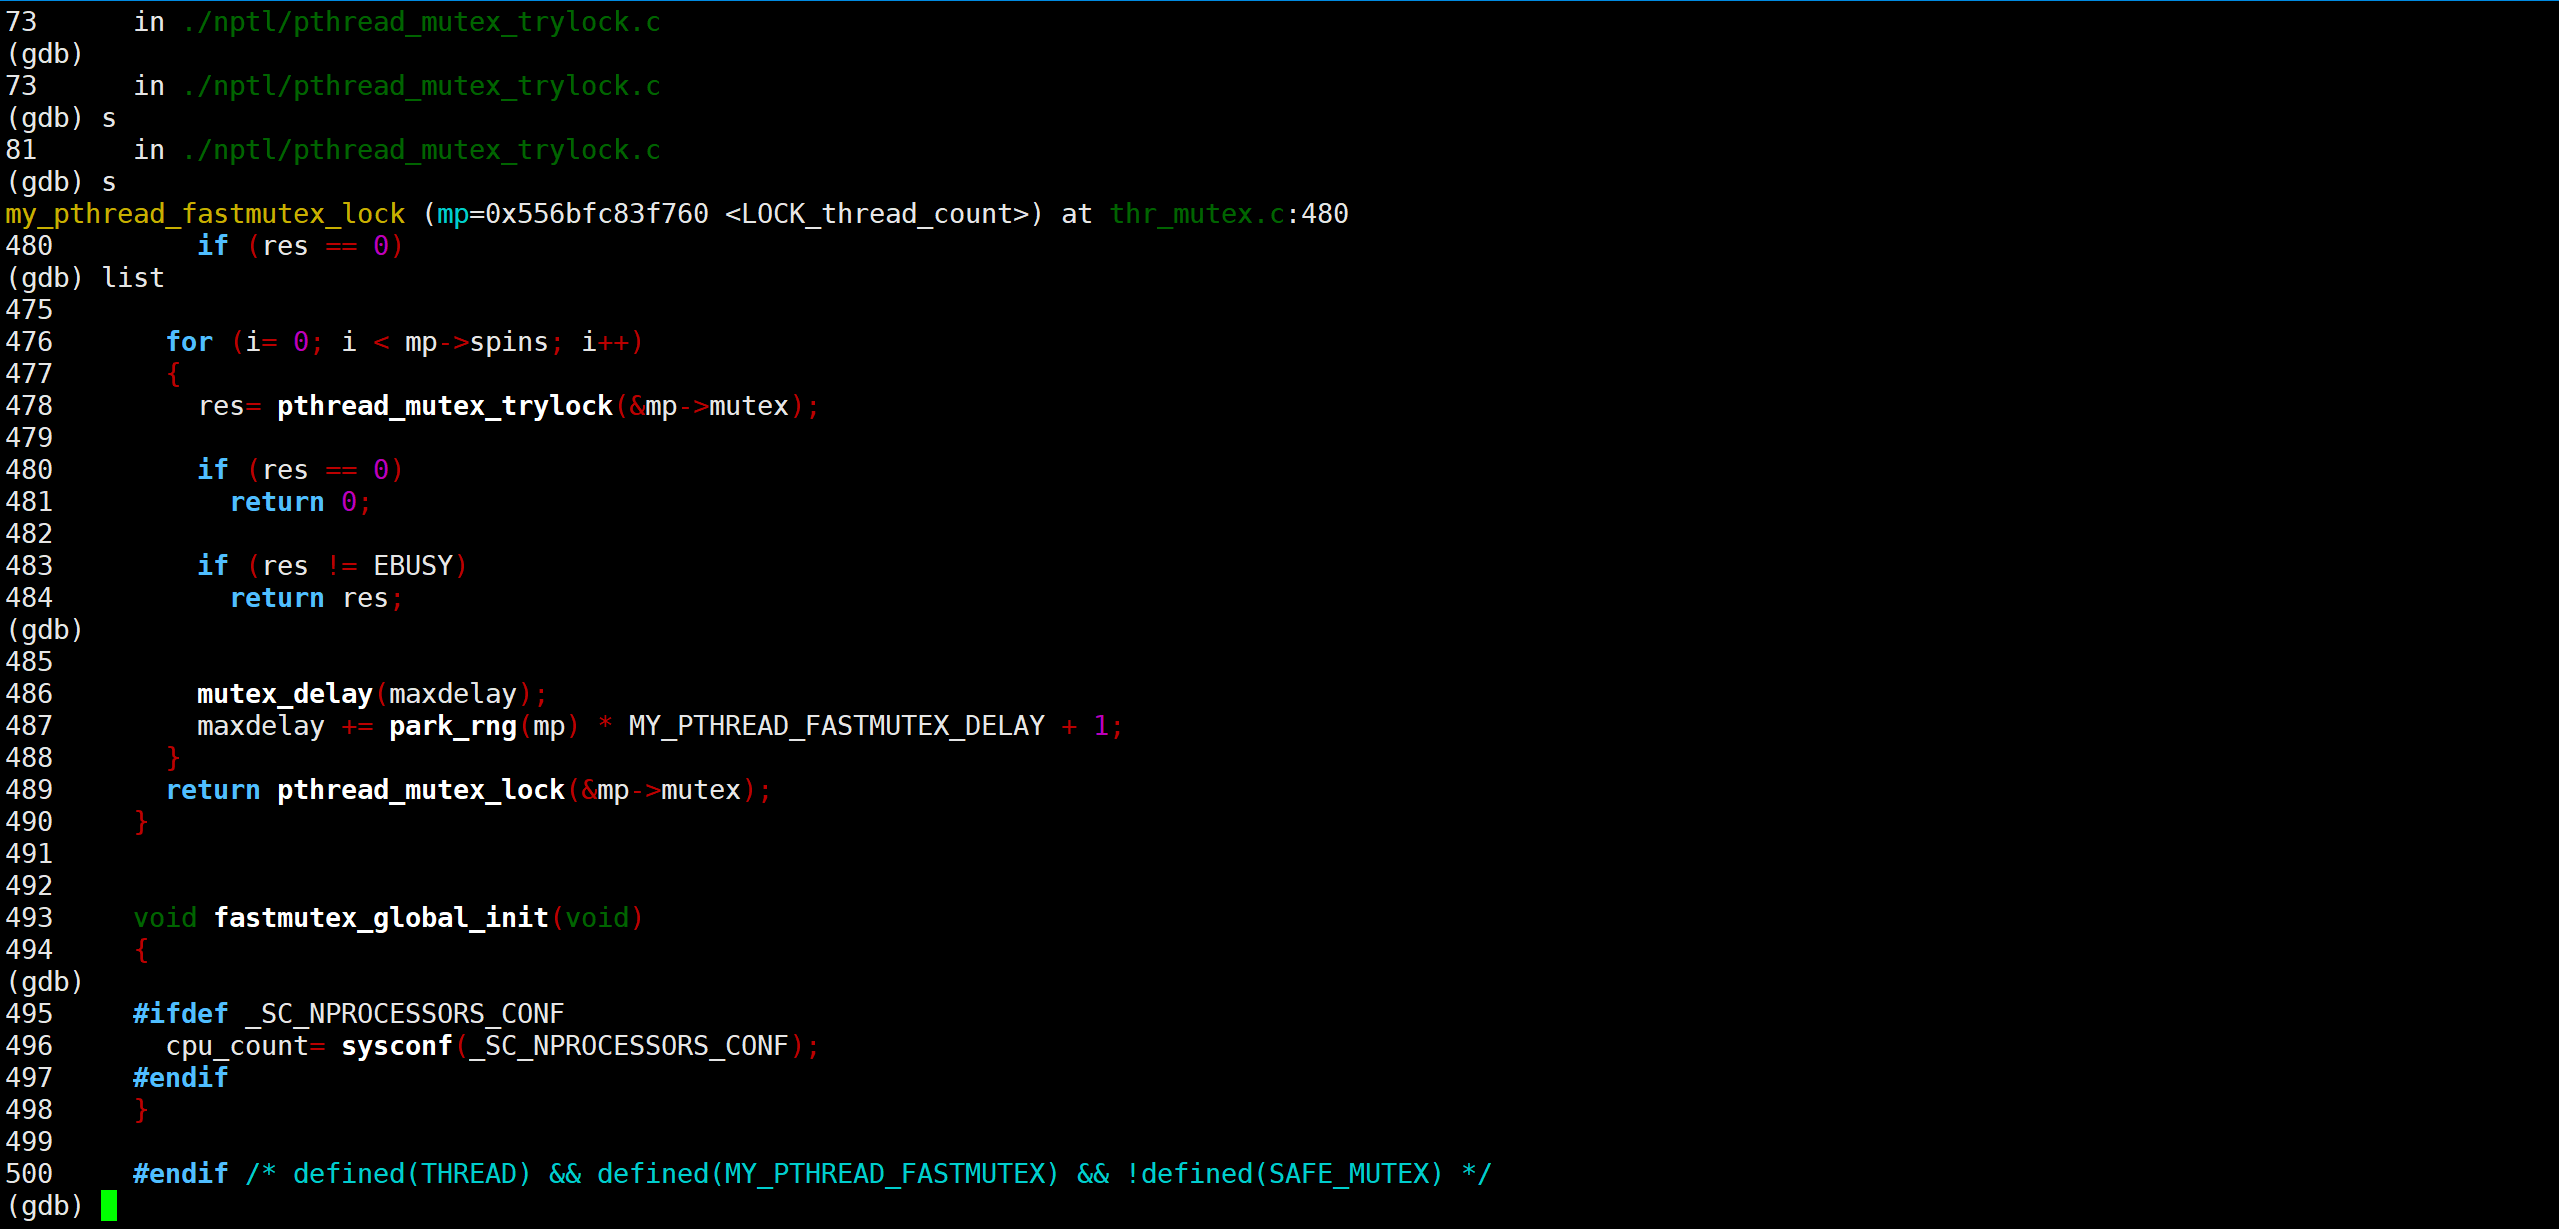 73      in ./nptl/pthread_mutex_trylock.c
(gdb)
73      in ./nptl/pthread_mutex_trylock.c
(gdb) s
81      in ./nptl/pthread_mutex_trylock.c
(gdb) s
my_pthread_fastmutex_lock (mp=0x556bfc83f760 <LOCK_thread_count>) at thr_mutex.c:480
480         if (res == 0)
(gdb) list
475
476       for (i= 0; i < mp->spins; i++)
477       {
478         res= pthread_mutex_trylock(&mp->mutex);
479
480         if (res == 0)
481           return 0;
482
483         if (res != EBUSY)
484           return res;
(gdb)
485
486         mutex_delay(maxdelay);
487         maxdelay += park_rng(mp) * MY_PTHREAD_FASTMUTEX_DELAY + 1;
488       }
489       return pthread_mutex_lock(&mp->mutex);
490     }
491
492
493     void fastmutex_global_init(void)
494     {
(gdb)
495     #ifdef _SC_NPROCESSORS_CONF
496       cpu_count= sysconf(_SC_NPROCESSORS_CONF);
497     #endif
498     }
499
500     #endif /* defined(THREAD) && defined(MY_PTHREAD_FASTMUTEX) && !defined(SAFE_MUTEX) */
(gdb)